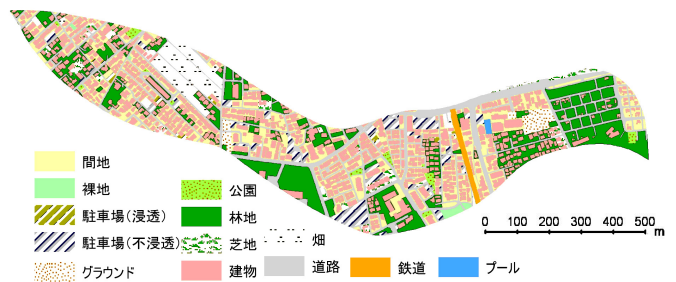 間地
裸地
駐車場(浸透)
駐車場(不浸透)
グラウンド
公園
林地
芝地
建物
畑
道路
鉄道
プール
0 100 200 300 400 500
m